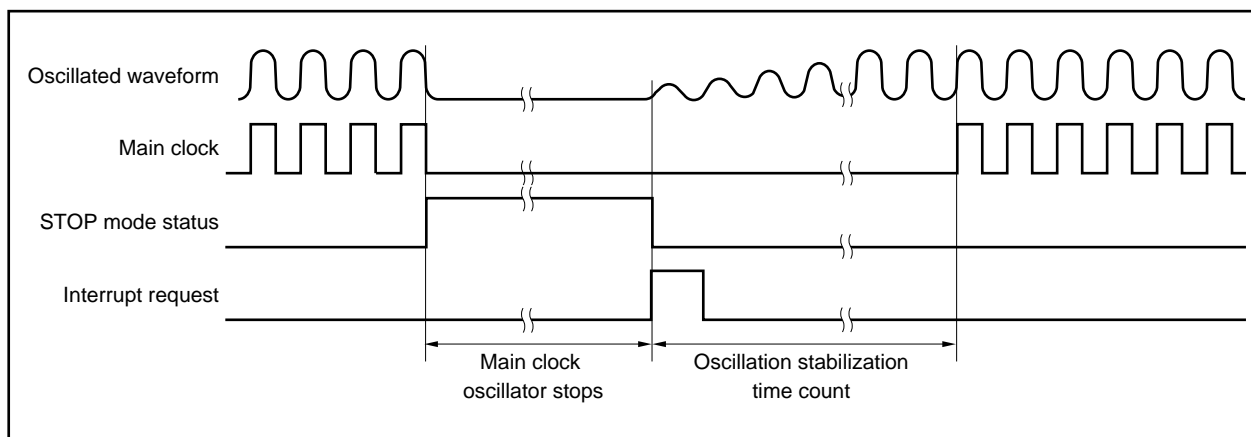 Oscillated waveform
Main clock
STOP mode status
Interrupt request
Main clock
oscillator stops
Oscillation stabilization
time count